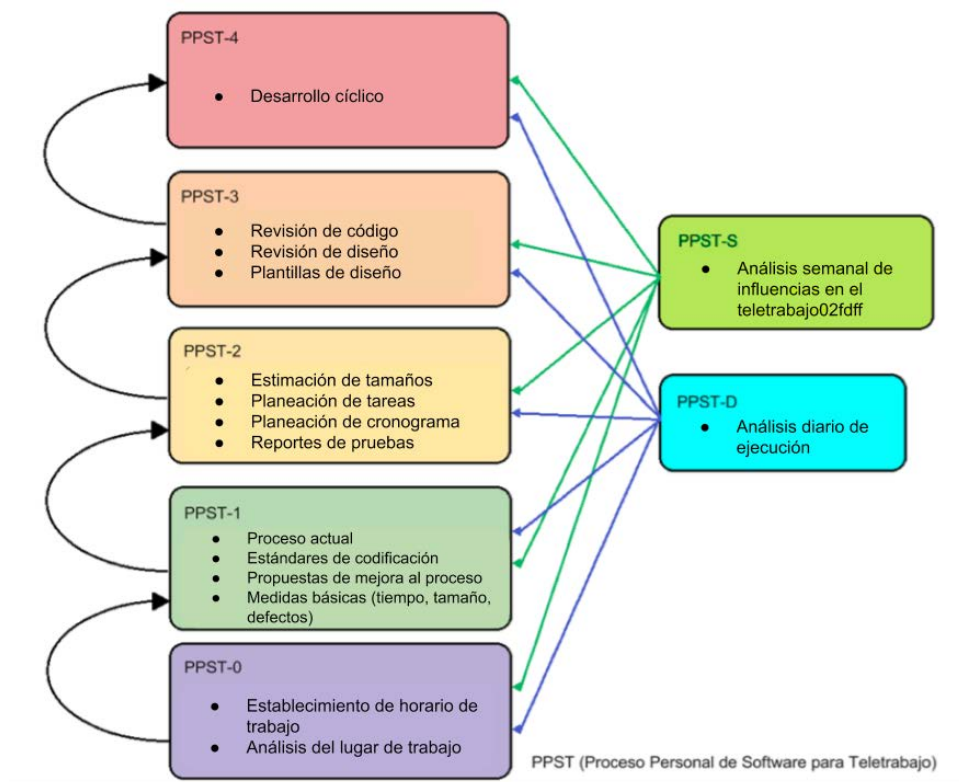 PPST-4
● Desarrollo cíclico
PPST-3
● Revisión de código
● Revisión de diseño
● Plantillas de diseño
PPST-2
● Estimación de tamaños
● Planeación de tareas
● Planeación de cronograma
● Reportes de pruebas
PPST-1
● Proceso actual
● Estándares de codificación
● Propuestas de mejora al proceso
● Medidas básicas (tiempo, tamaño,
defectos)
PPST-0
● Establecimiento de horario de
trabajo
● Análisis del lugar de trabajo
PPST-S
● Análisis semanal de
influencias en el
teletrabajo02fdff
PPST-D
● Análisis diario de
ejecución
PPST (Proceso Personal de Software para Teletrabajo)